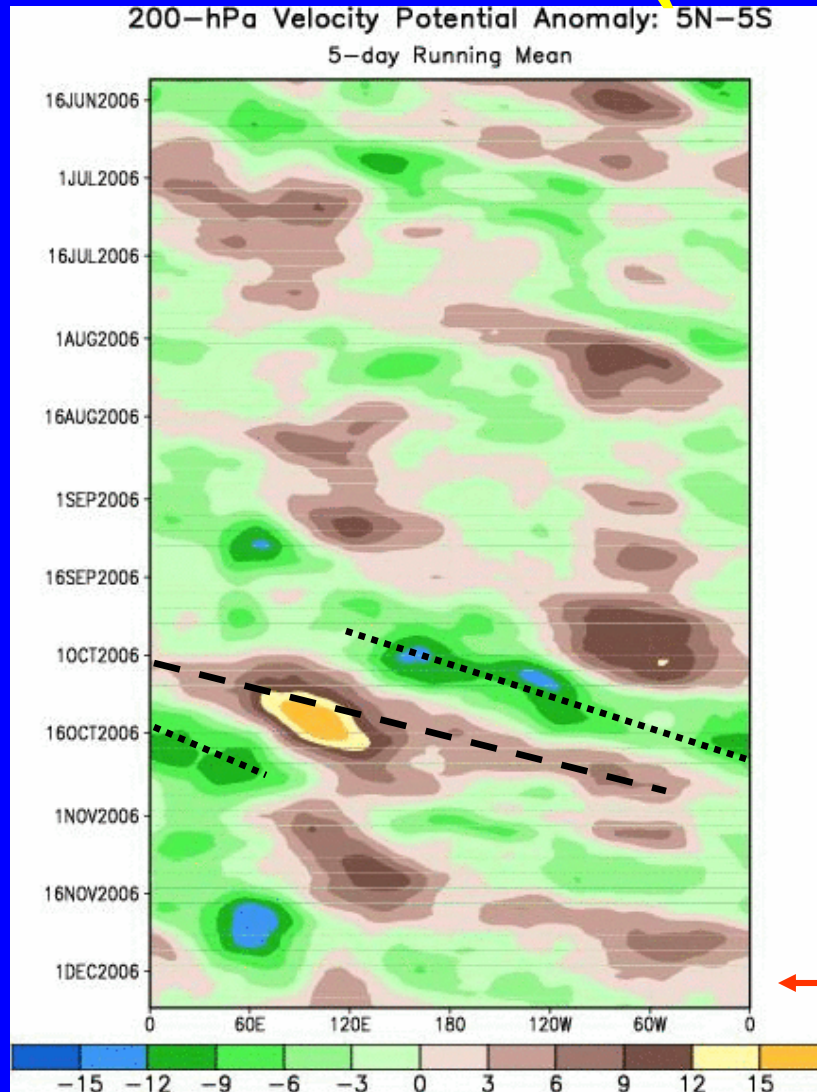 200-hPa Velocity Potential Anomaly: 5N-5S
5-day Running Mean
16JUN2006
1JUL2006
16JUL2006
1AUG2006
16AUG2006
1SEP2006
16SEP2006
1OCT2006
16OCT2006
1NOV2006
16NOV2006
1DEC2006
0 60E 120E 180 120W 60W 0
-15 -12 -9 -6 -3 0 3 6 9 12 15